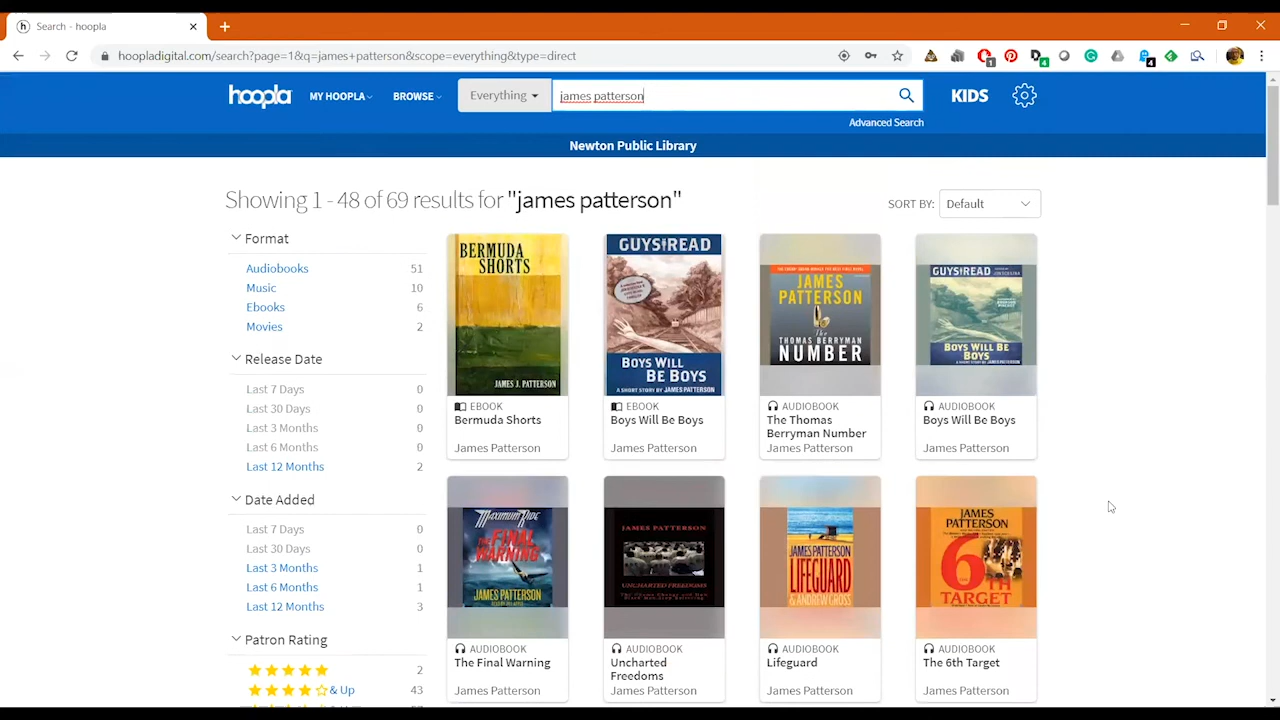 Search - hoopla
hoopladigital.com/search?page=1&q=james+patterson&scope=everything&type=direct
1
4
4
hoopla
MY HOOPLA
BROWSE
Everything
james patterson
KIDS
Advanced Search
Newton Public Library
Showing 1 - 48 of 69 results for "james patterson"
SORT BY:
Default
Format
Audiobooks 51
Music 10
Ebooks 6
Movies 2
Release Date
Last 7 Days 0
Last 30 Days 0
Last 3 Months 0
Last 6 Months 0
Last 12 Months 2
Date Added
Last 7 Days 0
Last 30 Days 0
Last 3 Months 1
Last 6 Months 1
Last 12 Months 3
Patron Rating
2
& Up 43
BERMUDA
SHORTS
JAMES J. PATTERSON
EBOOK
Bermuda Shorts
James Patterson
GUYS READ
BOYS WILL
BE BOYS
A SHORT STORY BY JAMES PATTERSON
EBOOK
Boys Will Be Boys
James Patterson
JAMES
PATTERSON
The
THOMAS BERRYMAN
NUMBER
AUDIOBOOK
The Thomas
Berryman Number
James Patterson
GUYS READ
BOYS WILL BE
BOYS
AUDIOBOOK
Boys Will Be Boys
James Patterson
MAXIMUM RIDE
THE FINAL
WARNING
JAMES PATTERSON
AUDIOBOOK
The Final Warning
James Patterson
JAMES PATTERSON
UNCHARTED FREEDOMS
AUDIOBOOK
Uncharted
Freedoms
James Patterson
JAMES PATTERSON
LIFEGUARD
& ANDREW GROSS
AUDIOBOOK
Lifeguard
James Patterson
JAMES
PATTERSON
6TH
TARGET
AUDIOBOOK
The 6th Target
James Patterson